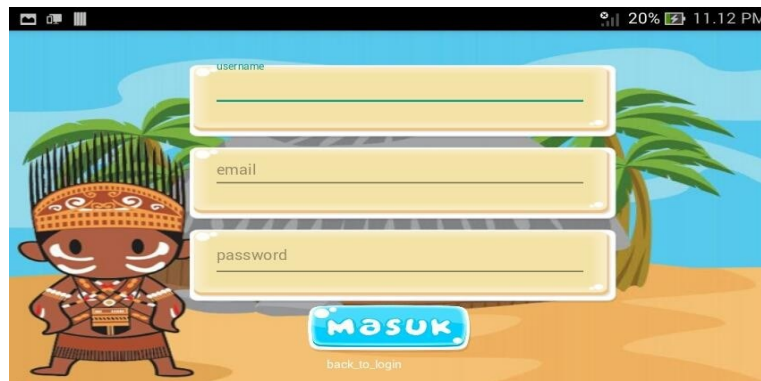 20% 11.12 PM
username
email
password
masuk
back_to_login